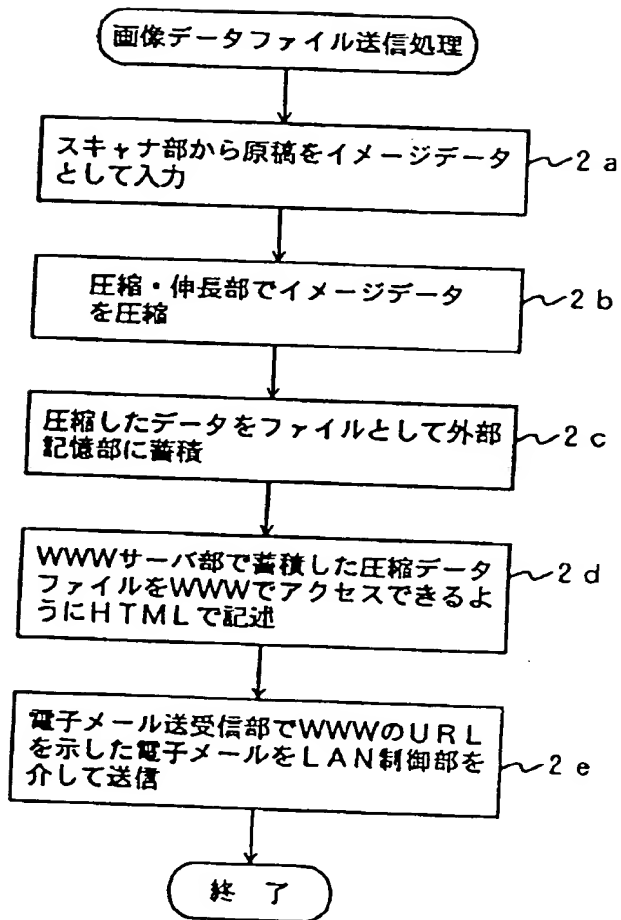 画像データファイル送信処理
スキャナ部から原稿をイメージデータ
として入力
2a
圧縮・伸長部でイメージデータ
を圧縮
2b
圧縮したデータをファイルとして外部
記憶部に蓄積
2c
WWWサーバ部で蓄積した圧縮データ
ファイルをWWWでアクセスできるよ
うにHTMLで記述
2d
電子メール送受信部でWWWのURL
を示した電子メールをLAN制御部を
介して送信
2e
終 了